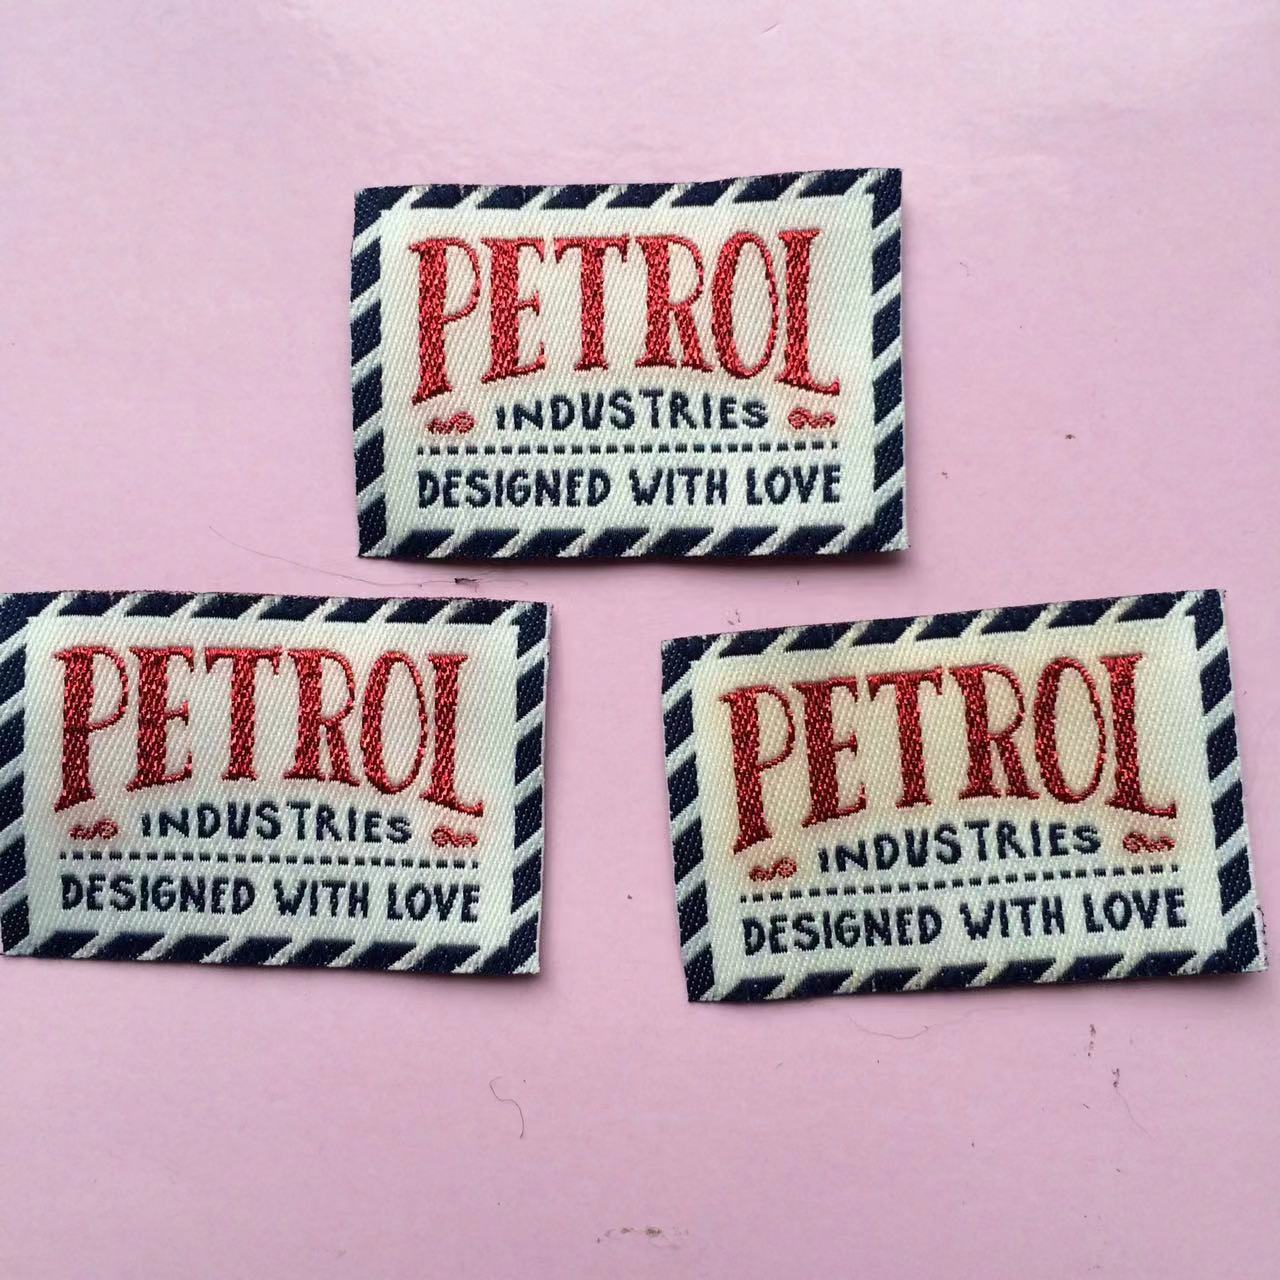 PETROL
INDUSTRIES
DESIGNED WITH LOVE
PETROL
INDUSTRIES
DESIGNED WITH LOVE
PETROL
INDUSTRIES
DESIGNED WITH LOVE